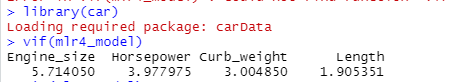 > library(car)
Loading required package: carData
> vif(mlr4_model)
Engine_size Horsepower Curb_weight Length
5.714050 3.977975 3.004850 1.905351